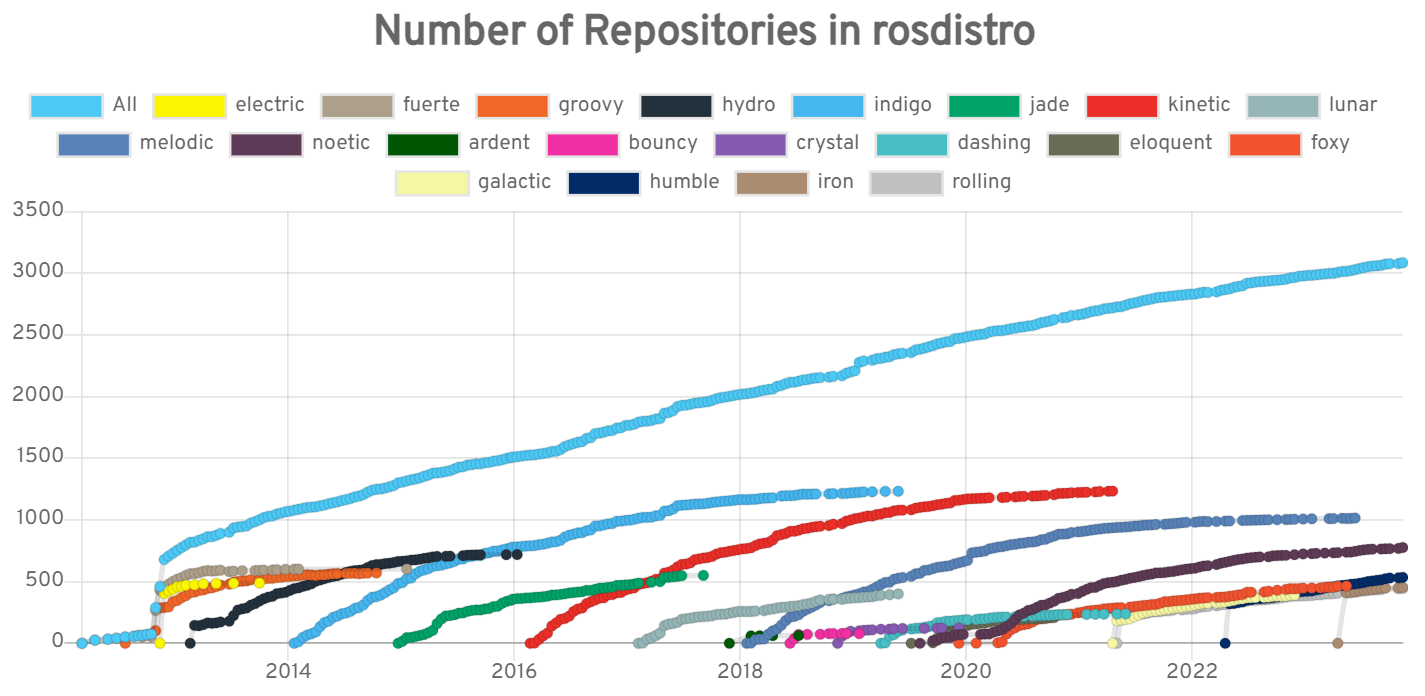 Number of Repositories in rosdistro
All electric fuerte groovy hydro indigo jade kinetic lunar
melodic noetic ardent bouncy crystal dashing eloquent foxy
galactic humble iron rolling
3500
3000
2500
2000
1500
1000
500
0
2014 2016 2018 2020 2022